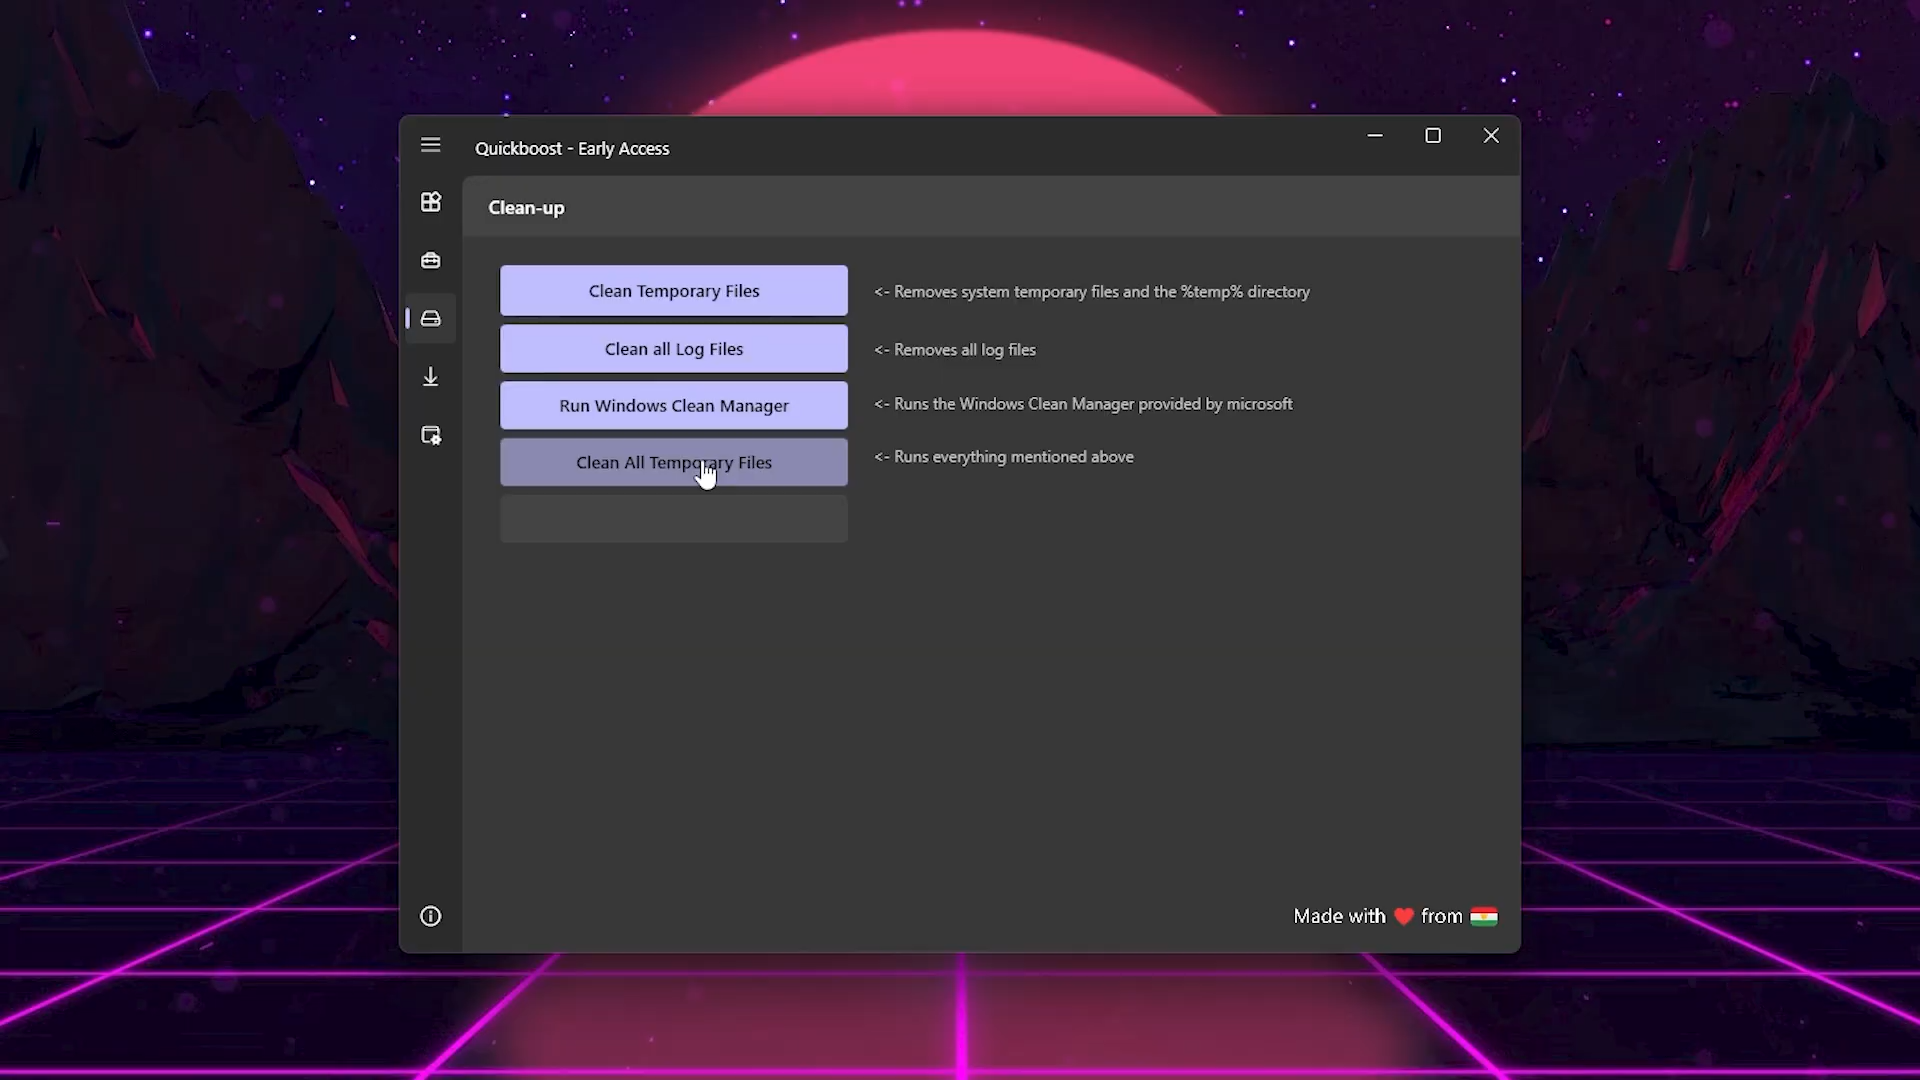 Quickboost - Early Access
Clean-up
Clean Temporary Files <- Removes system temporary files and the %temp% directory
Clean all Log Files <- Removes all log files
Run Windows Clean Manager <- Runs the Windows Clean Manager provided by microsoft
Clean All Temporary Files <- Runs everything mentioned above
Made with ❤️ from